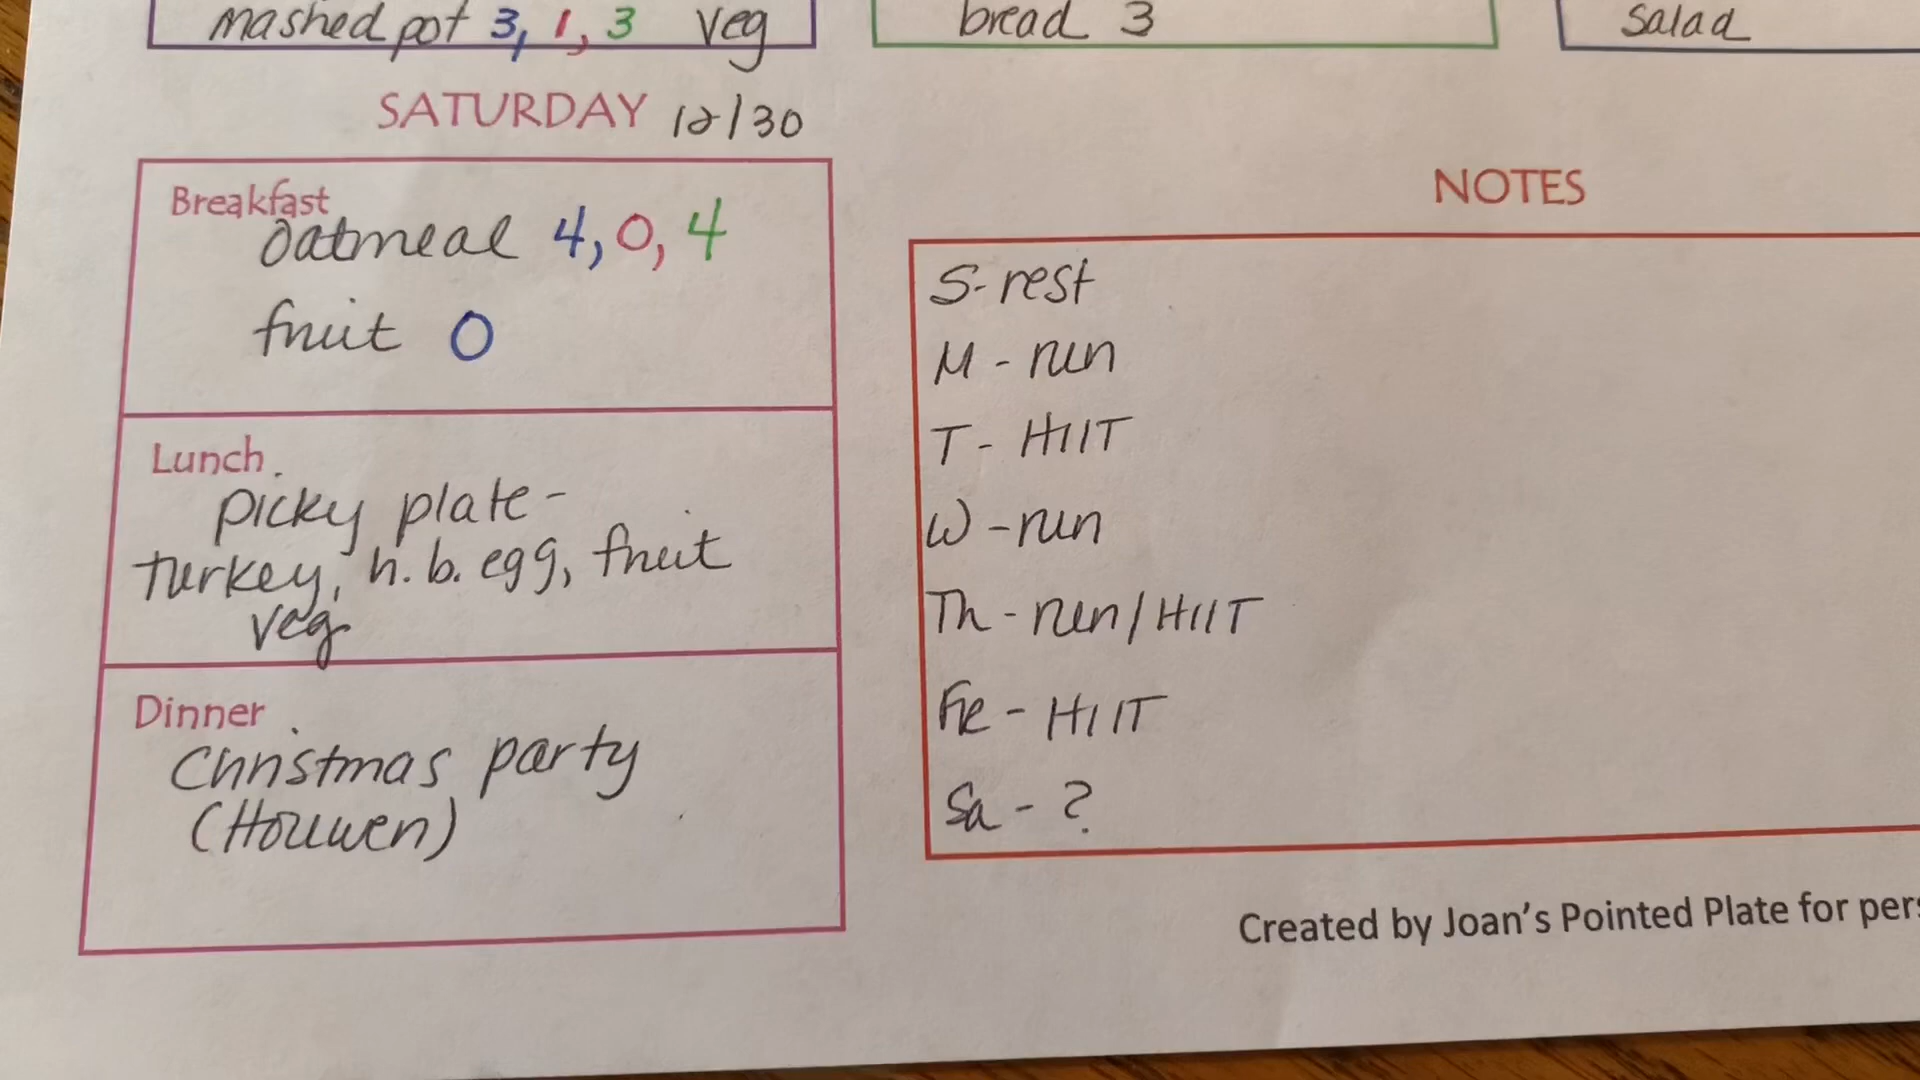 mashed pot 3, 1, 3 veg
bread 3
salad
SATURDAY 12/30
Breakfast
oatmeal 4, 0, 4
fruit 0
Lunch
picky plate -
turkey, h. b. egg, fruit
veg
Dinner
Christmas party
(Houwen)
NOTES
S- rest
M - run
T- HIIT
W - run
Th - run/HIIT
Fr - HIIT
Sa - ?
Created by Joan's Pointed Plate for pers